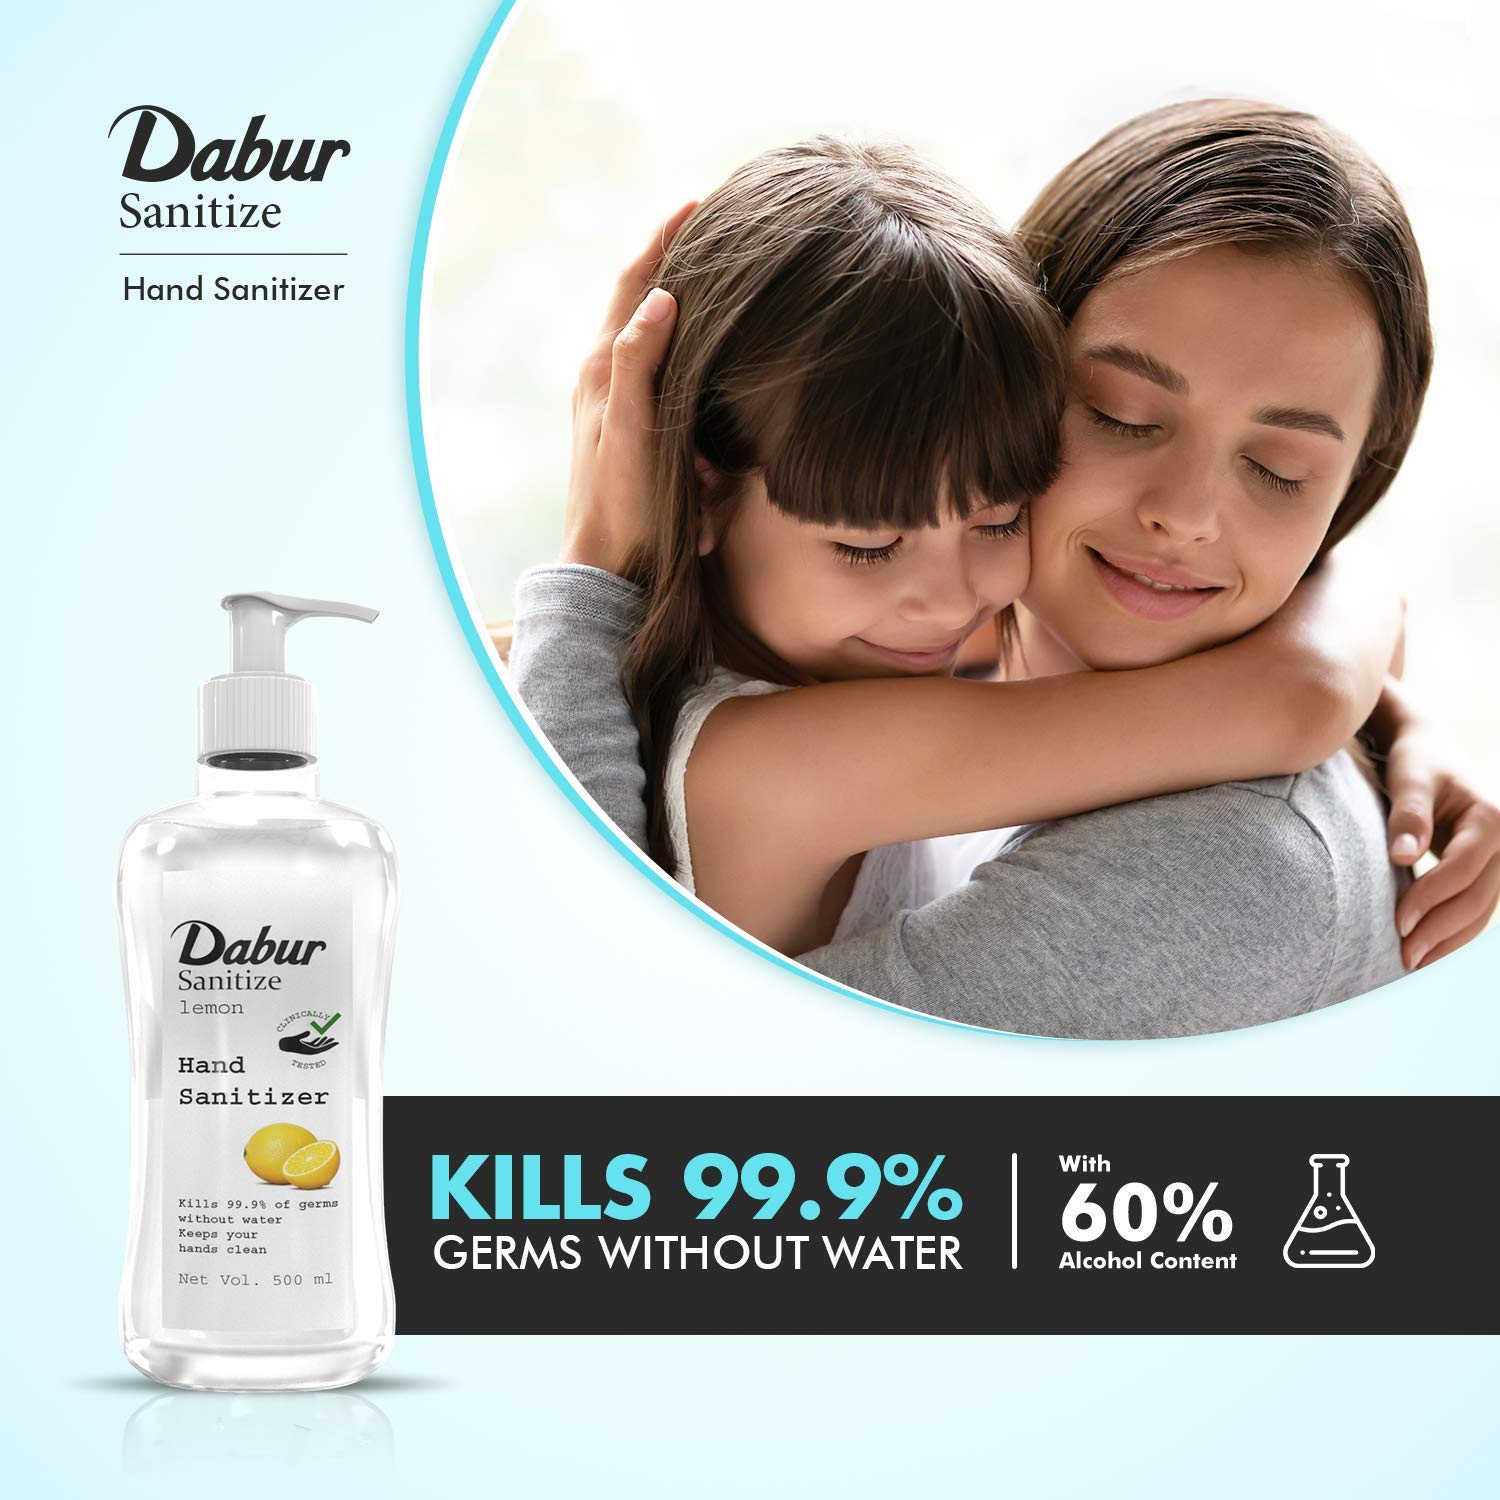 Dabur
Sanitize
Hand Sanitizer
Dabur
Sanitize
lemon
CLINICALLY
TESTED
Hand
Sanitizer
Kills 99.9% of germs
without water
Keeps your
hands clean
Net Vol. 500 ml
KILLS 99.9%
GERMS WITHOUT WATER
With
60%
Alcohol Content